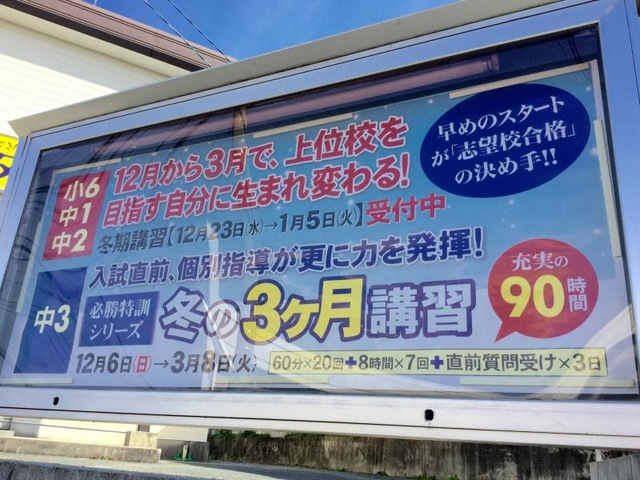 小6
中1
中2
12月から3月で、上位校を
目指す自分に生まれ変わる!
冬期講習【12月23日(水)→1月5日(火)】受付中
早めのスタート
が「志望校合格」
の決め手!!
中3
入試直前、個別指導が更に力を発揮!
必勝特訓
シリーズ
冬の3ヶ月講習
充実の
90時間
12月6日(日)→3月8日(火)
60分×20回+8時間×7回+直前質問受け×3日